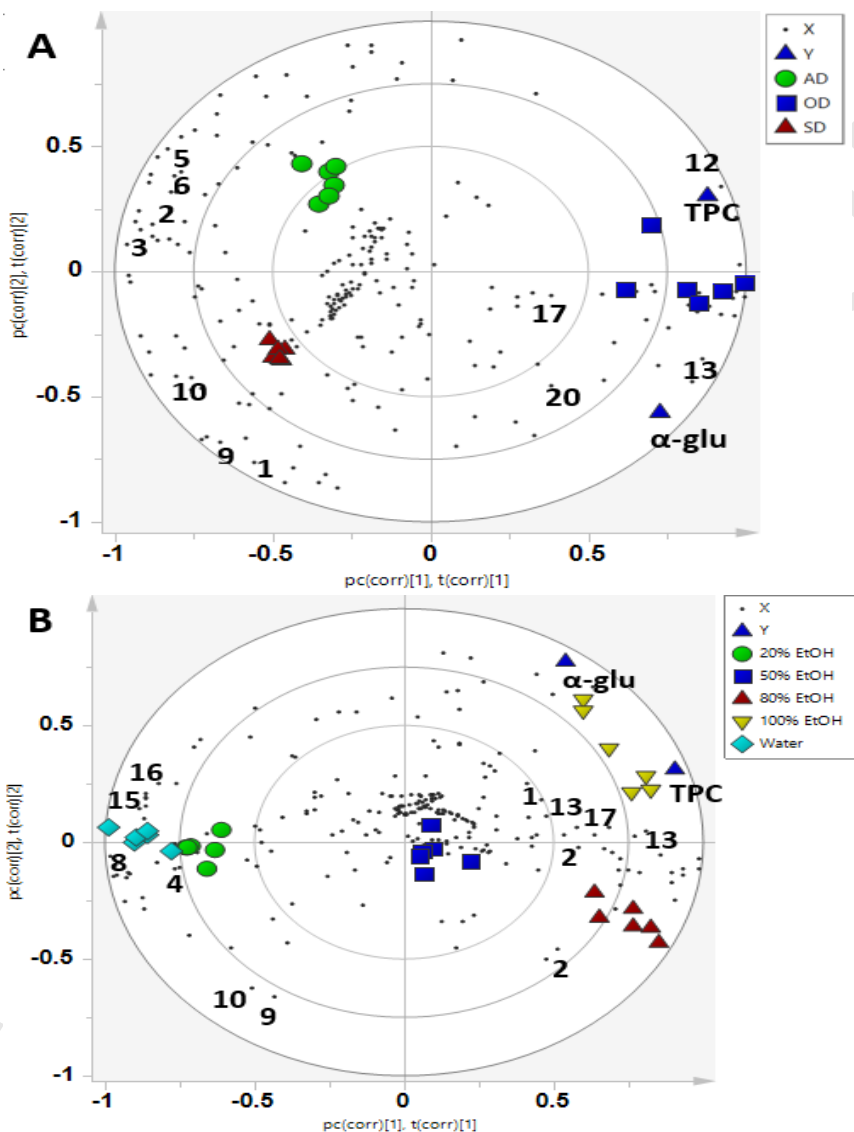 A
X
Y
AD
OD
SD
0.5
0
-0.5
-1
5
6
2
3
12
TPC
17
13
20
α-glu
10
9
1
-1
-0.5
0
0.5
pc(corr)[2], t(corr)[2]
pc(corr)[1], t(corr)[1]
B
X
Y
20% EtOH
50% EtOH
80% EtOH
100% EtOH
Water
0.5
0
-0.5
-1
α-glu
TPC
16
15
8
4
1
13
17
13
2
2
10
9
-1
-0.5
0
0.5
pc(corr)[2], t(corr)[2]
pc(corr)[1], t(corr)[1]